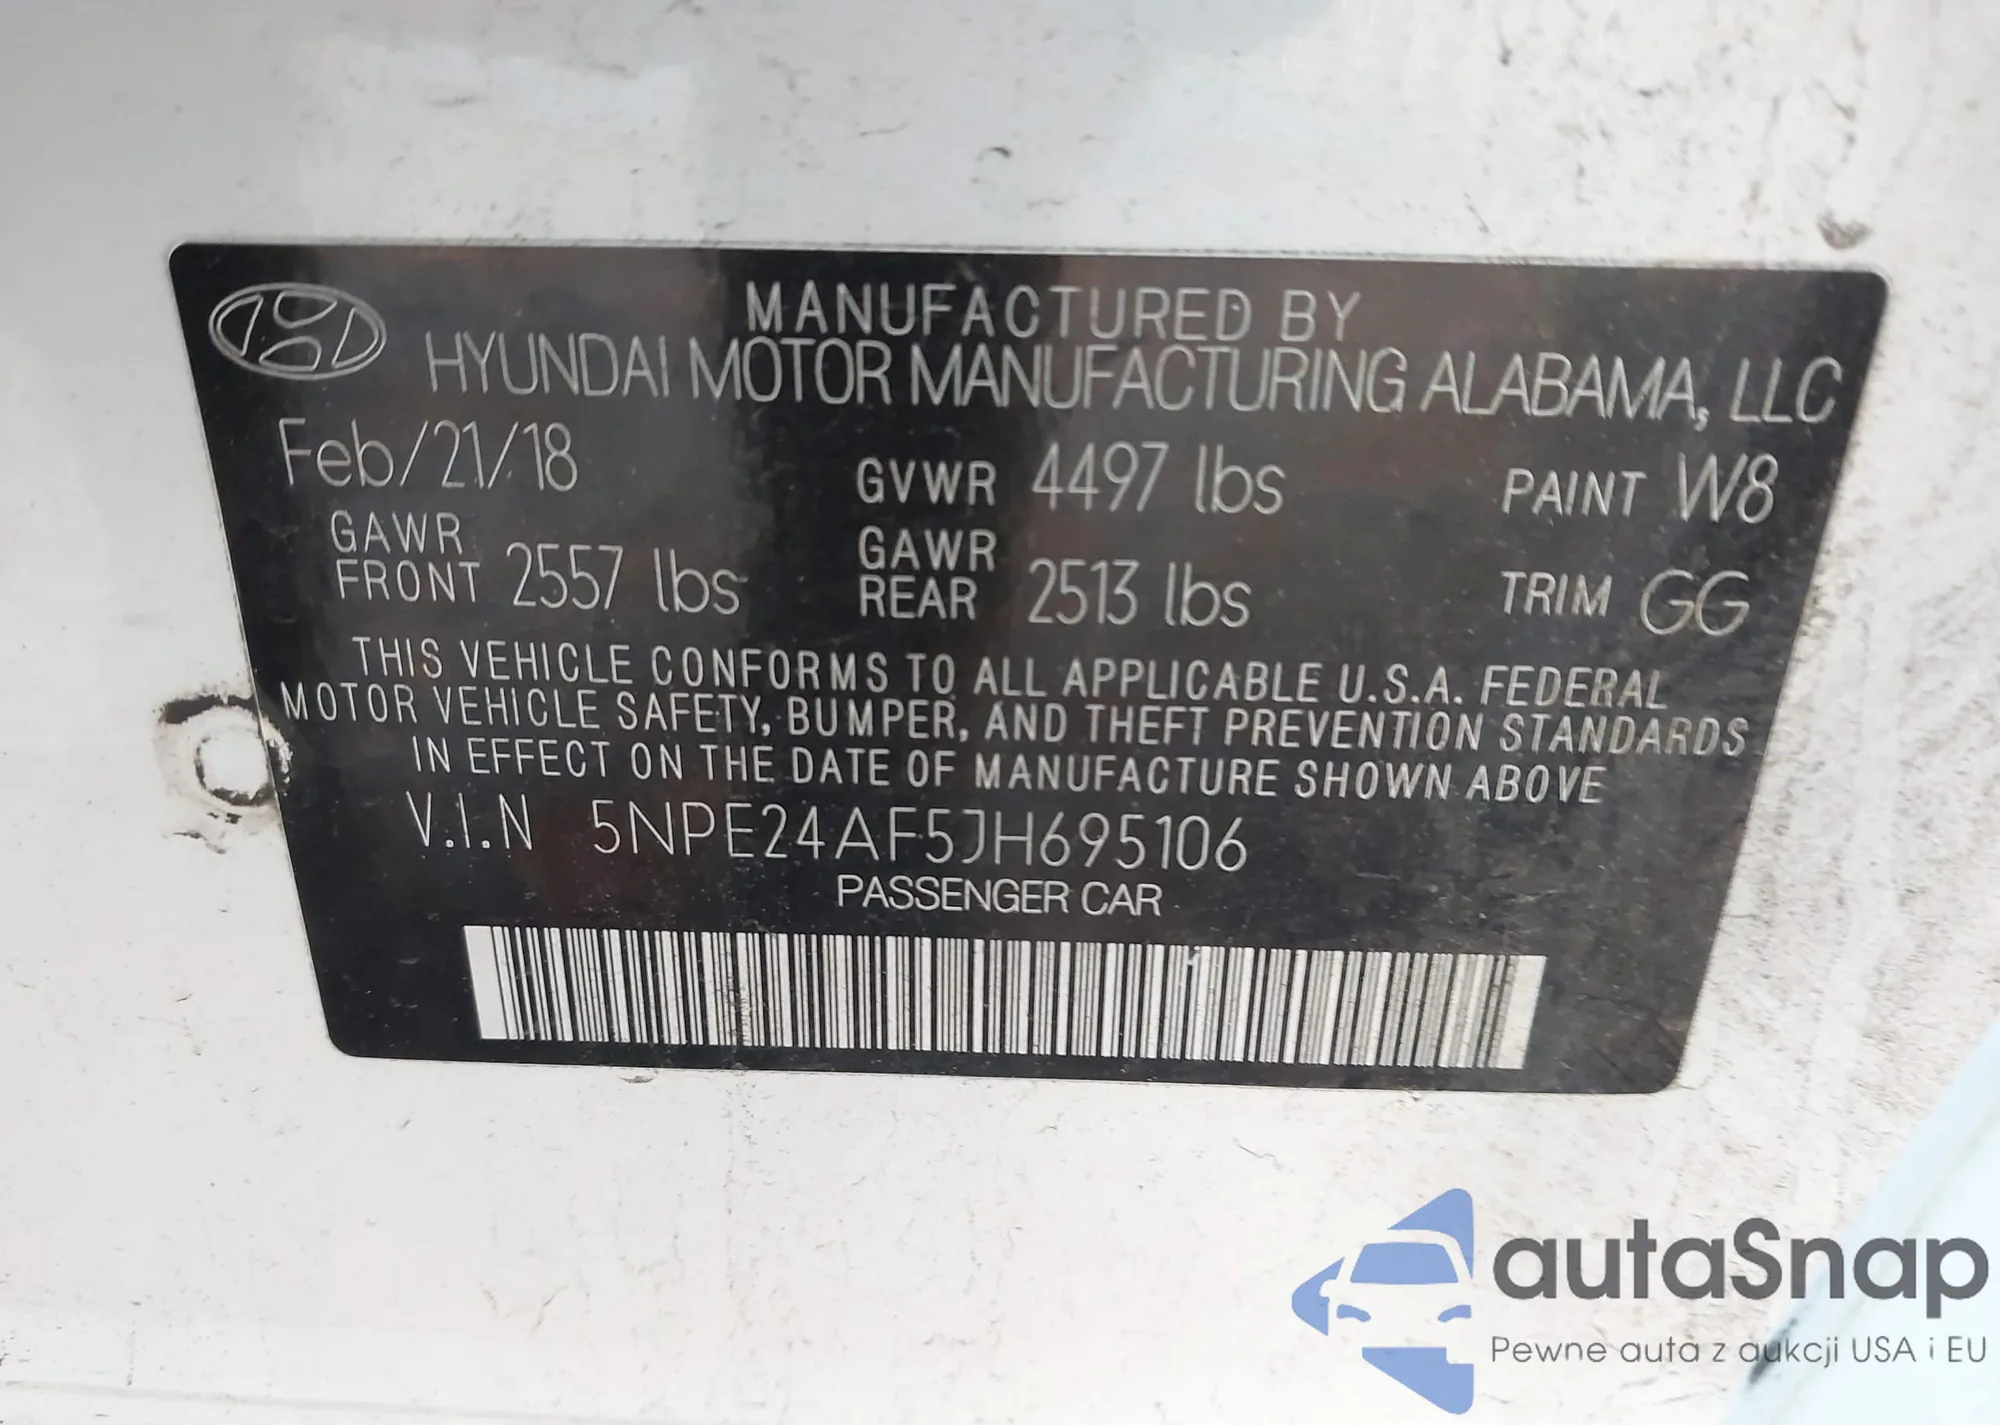 MANUFACTURED BY
HYUNDAI MOTOR MANUFACTURING ALABAMA, LLC
Feb/21/18 GVWR 4497 lbs PAINT W8
GAWR FRONT 2557 lbs GAWR REAR 2513 lbs TRIM GG
THIS VEHICLE CONFORMS TO ALL APPLICABLE U.S.A. FEDERAL
MOTOR VEHICLE SAFETY, BUMPER, AND THEFT PREVENTION STANDARDS
IN EFFECT ON THE DATE OF MANUFACTURE SHOWN ABOVE
V.I.N 5NPE24AF5JH695106
PASSENGER CAR
autaSnap
Pewne auta z aukcji USA i EU